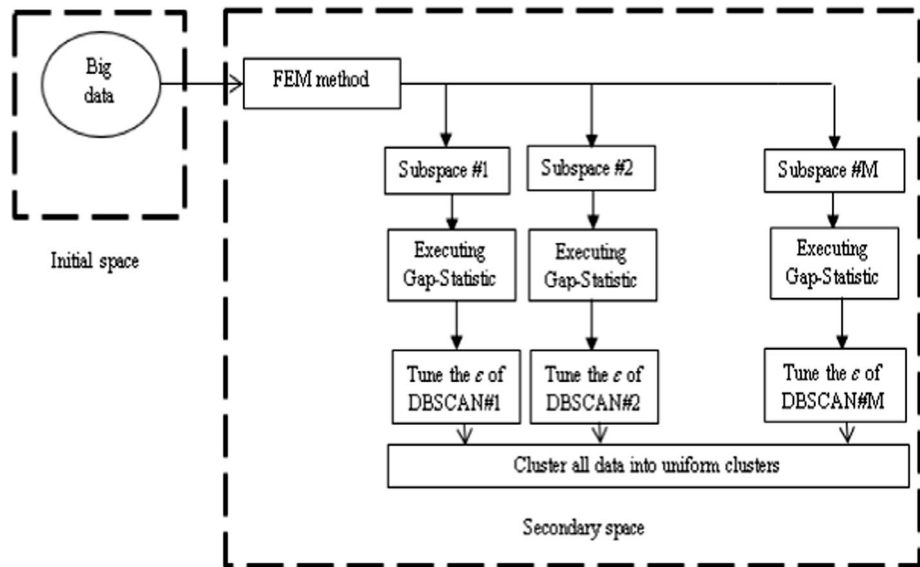 Big
data
FEM method
Initial space
Subspace #1
Subspace #2
Subspace #M
Executing
Gap-Statistic
Executing
Gap-Statistic
Executing
Gap-Statistic
Tune the ε of
DBSCAN#1
Tune the ε of
DBSCAN#2
Tune the ε of
DBSCAN#M
Cluster all data into uniform clusters
Secondary space